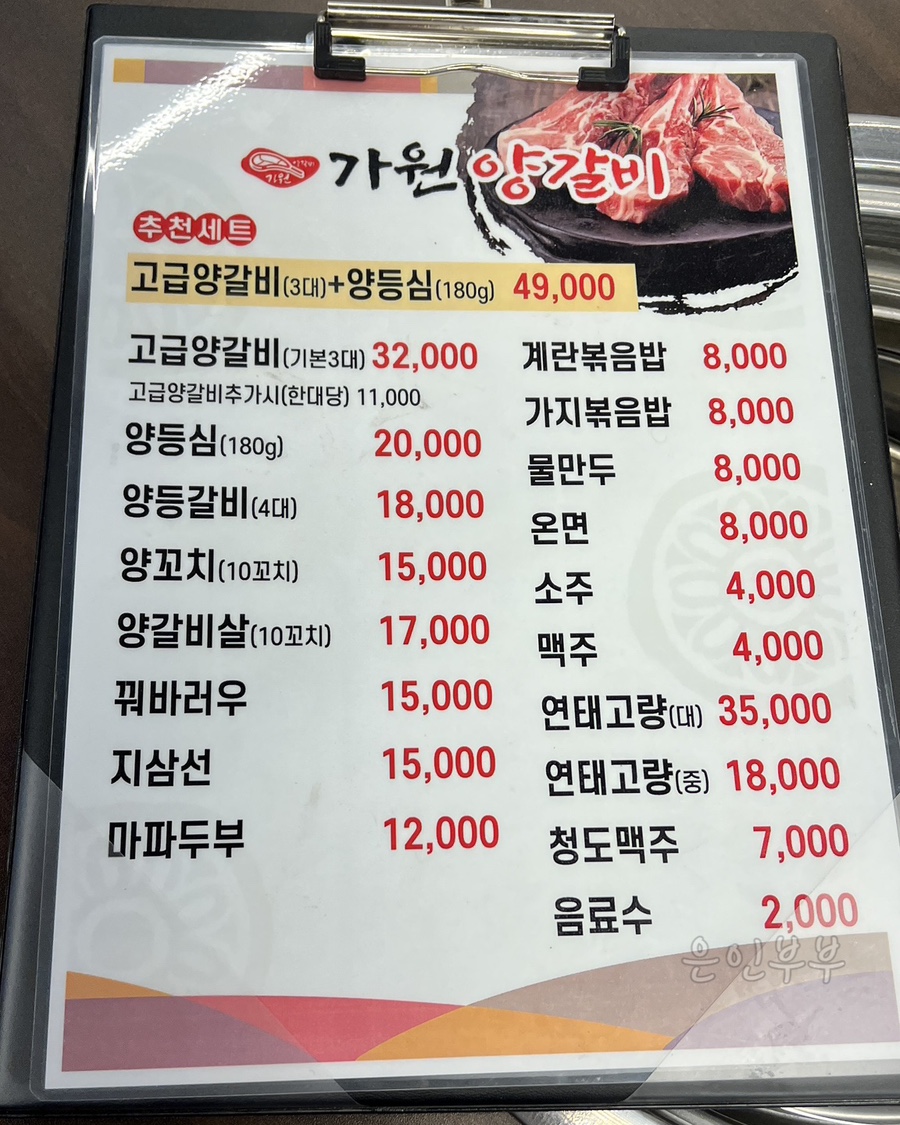 양갈비
가원
가원 양갈비
추천세트
고급양갈비(3대)+양등심(180g) 49,000
고급양갈비(기본3대) 32,000
고급양갈비추가시(한대당) 11,000
양등심(180g) 20,000
양등갈비(4대) 18,000
양꼬치(10꼬치) 15,000
양갈비살(10꼬치) 17,000
꿔바러우 15,000
지삼선 15,000
마파두부 12,000
계란볶음밥 8,000
가지볶음밥 8,000
물만두 8,000
온면 8,000
소주 4,000
맥주 4,000
연태고량(대) 35,000
연태고량(중) 18,000
청도맥주 7,000
음료수 2,000
은인부부